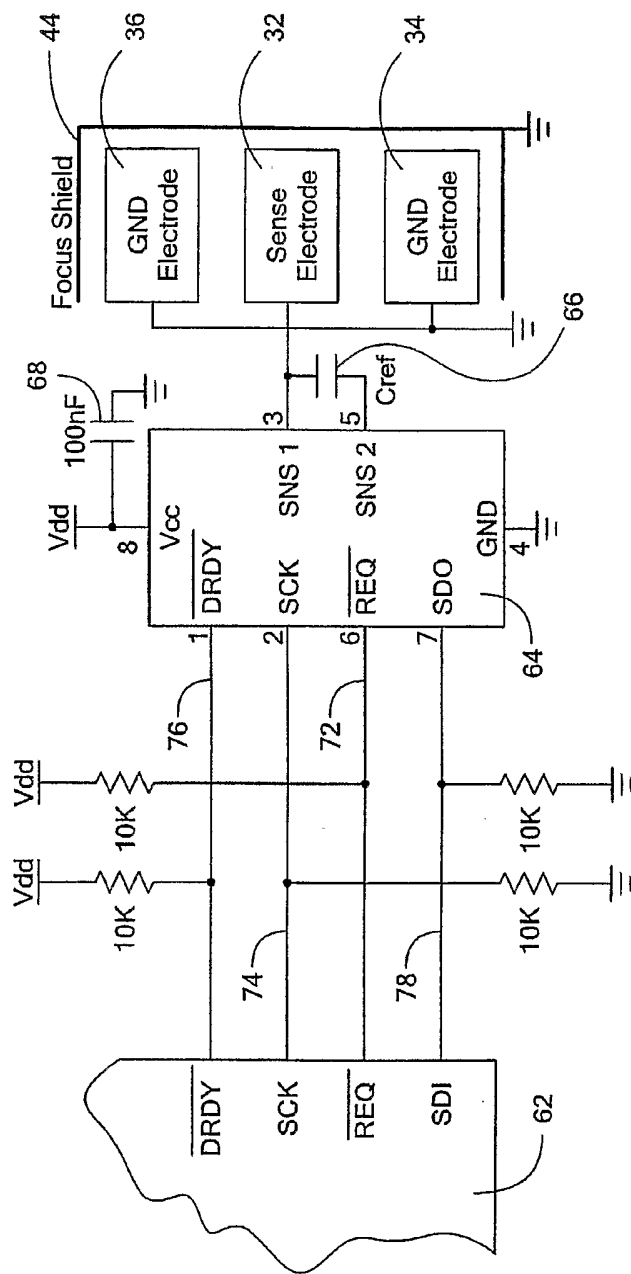 44
Focus Shield
36
GND
Electrode
32
Sense
Electrode
34
GND
Electrode
66
Cref
68
100nF
Vdd
8
Vcc
3
SNS 1
5
SNS 2
DRDY
SCK
REQ
SDO
GND
4
64
1
2
6
7
76
72
Vdd
10K
Vdd
10K
10K
10K
74
78
DRDY
SCK
REQ
SDI
62